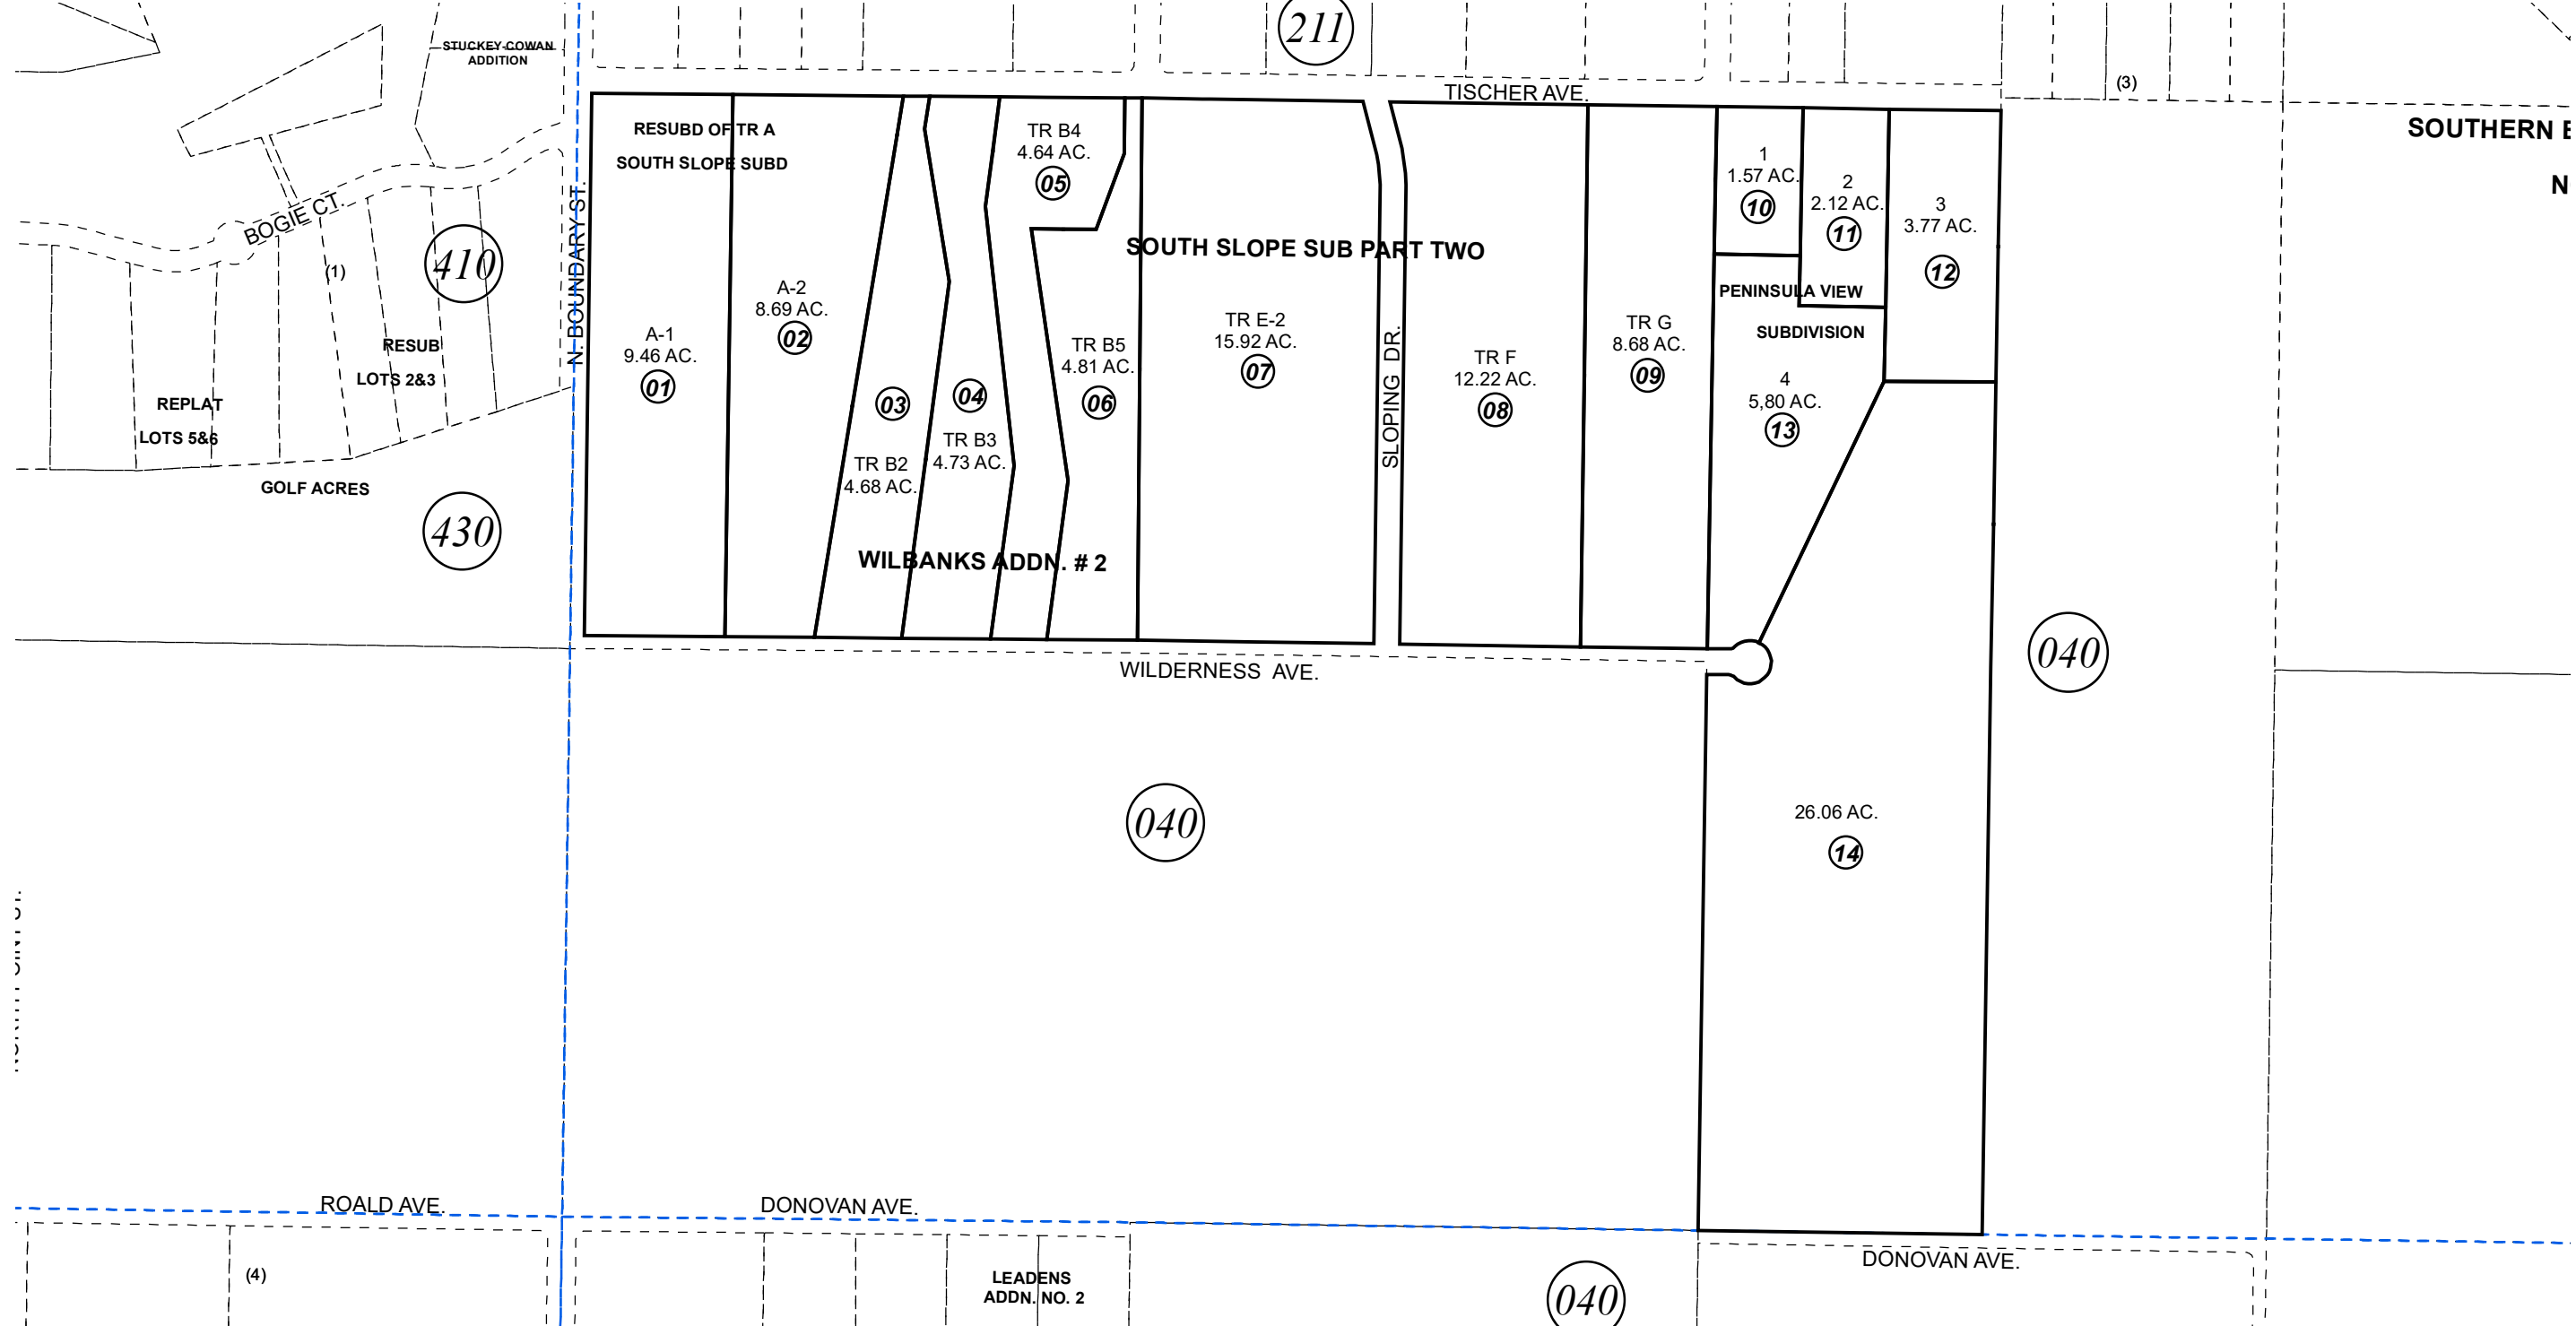 211
STUCKEY-COWAN
ADDITION
(3)
TISCHER AVE.
SOUTHERN
RESUBD OF TR A
SOUTH SLOPE SUBD
TR B4
4.64 AC.
05
1
1.57 AC.
10
2
2.12 AC.
11
3
3.77 AC.
12
N. BOUNDARY ST.
BOGIE CT.
(1)
410
SOUTH SLOPE SUB PART TWO
PENINSULA VIEW
SUBDIVISION
A-1
9.46 AC.
01
A-2
8.69 AC.
02
03
TR B2
4.68 AC.
04
TR B3
4.73 AC.
TR B5
4.81 AC.
06
TR E-2
15.92 AC.
07
SLOPING DR.
TR F
12.22 AC.
08
TR G
8.68 AC.
09
4
5,80 AC.
13
RESUB
LOTS 2&3
REPLAT
LOTS 5&6
GOLF ACRES
430
WILBANKS ADDN. # 2
WILDERNESS AVE.
040
040
26.06 AC.
14
ROALD AVE.
DONOVAN AVE.
DONOVAN AVE.
(4)
LEADENS
ADDN. NO. 2
040